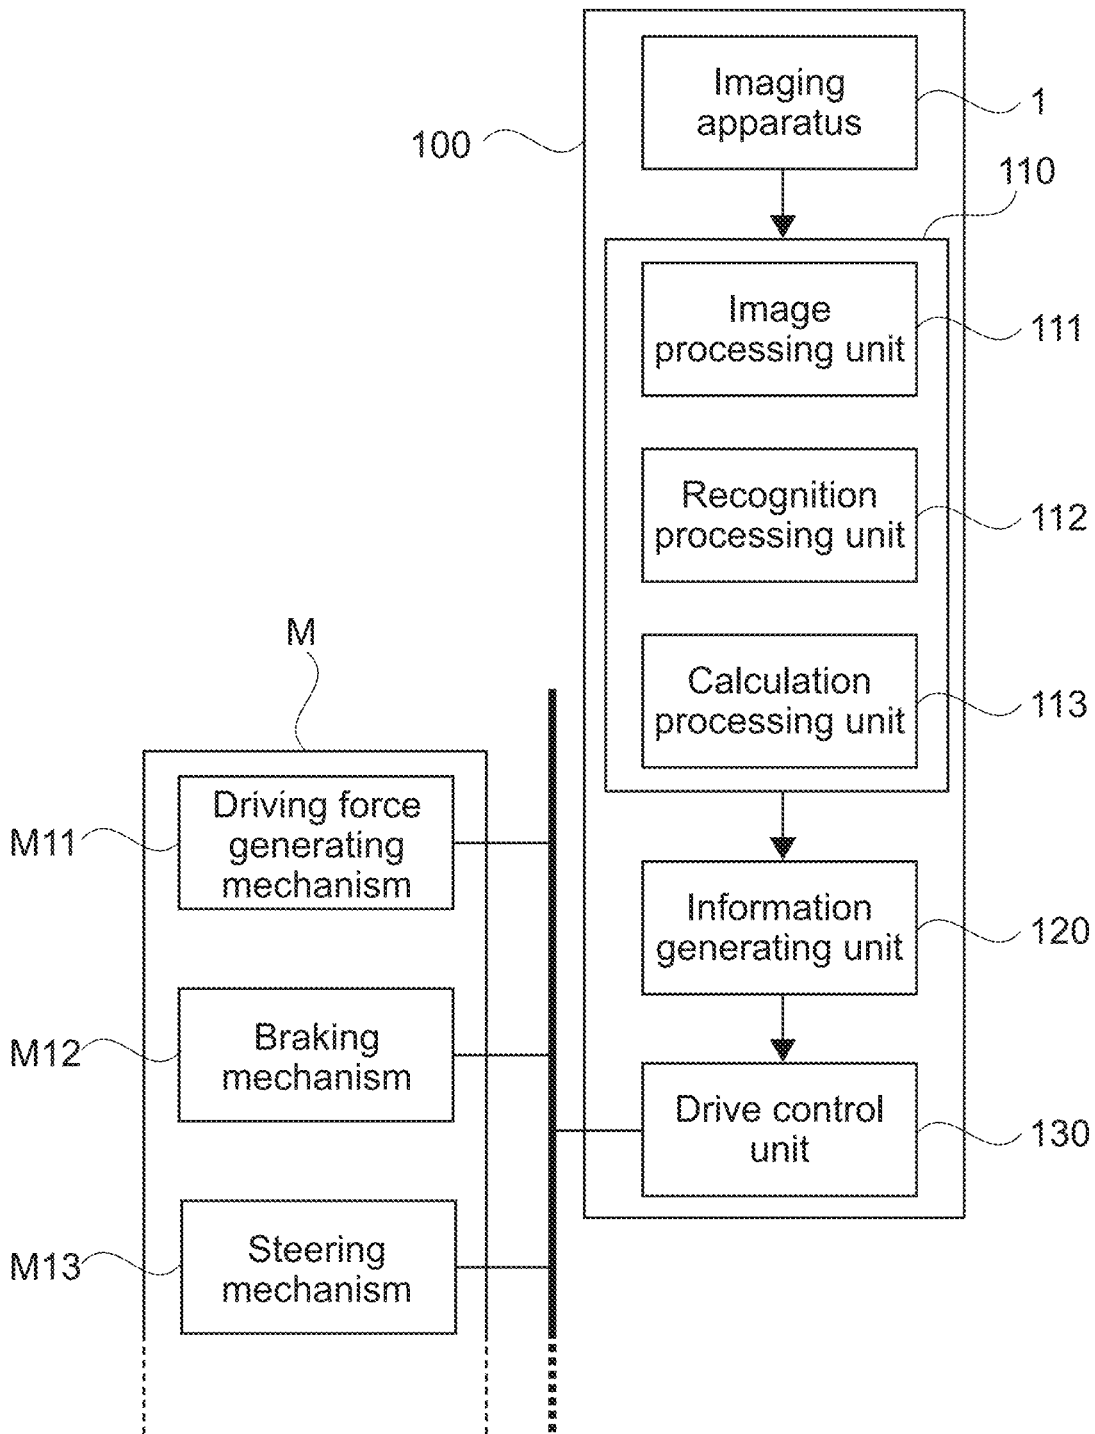 Imaging
apparatus
1
100
110
Image
processing unit
111
Recognition
processing unit
112
Calculation
processing unit
113
M
Driving force
generating
mechanism
M11
Information
generating unit
120
Braking
mechanism
M12
Drive control
unit
130
Steering
mechanism
M13